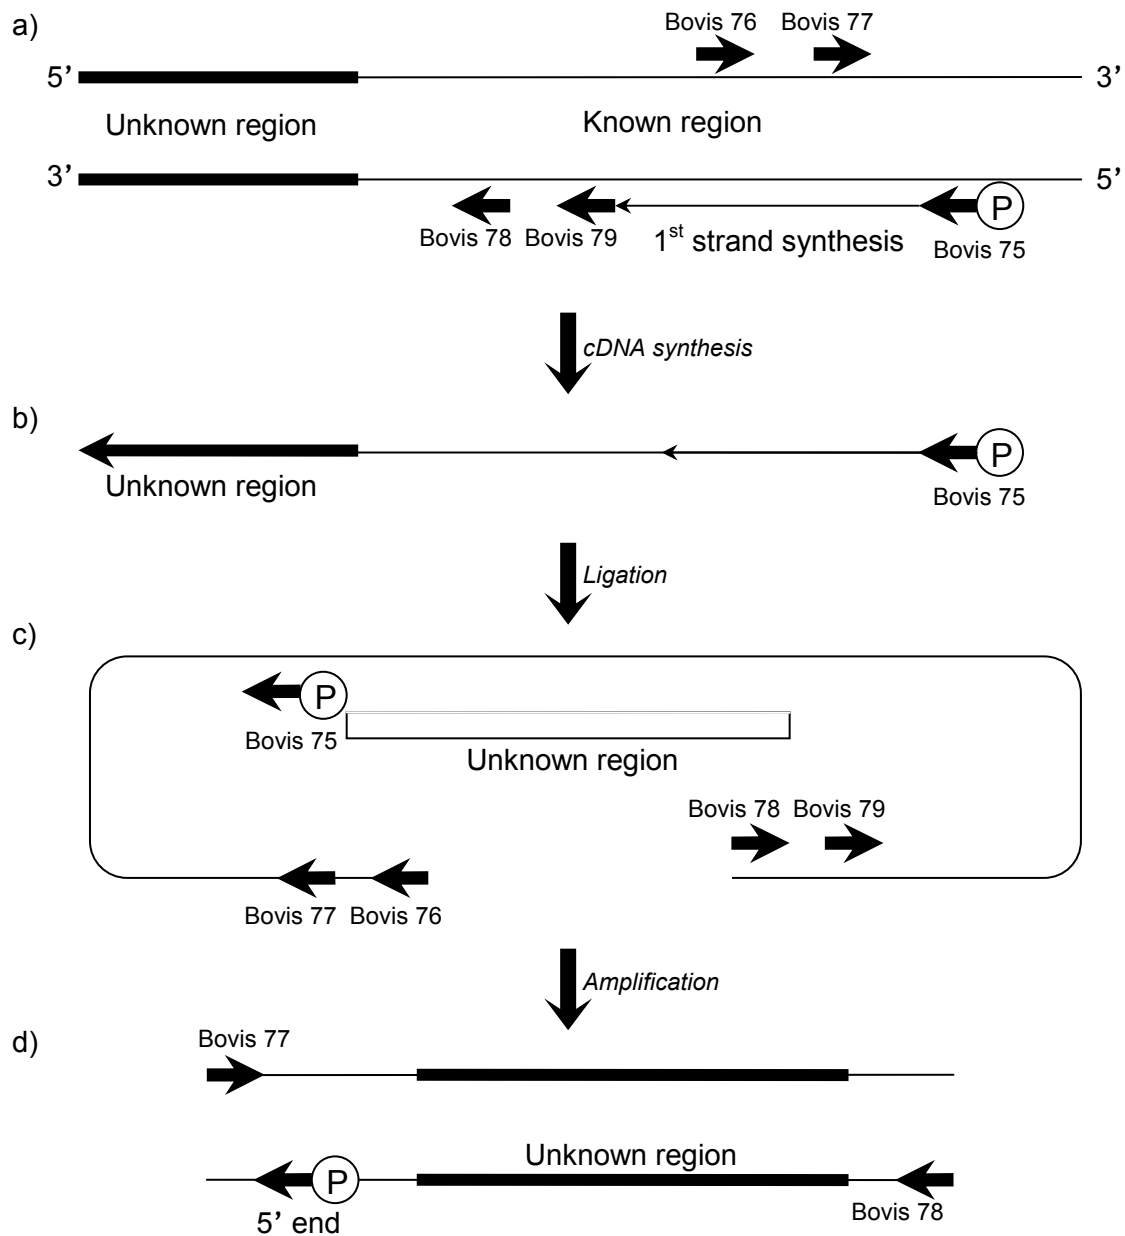 a)
Bovis 76
Bovis 77
5’
3’
Unknown region
Known region
3’
5’
P
Bovis 78
Bovis 79
1st strand synthesis
Bovis 75
cDNA synthesis
b)
P
Unknown region
Bovis 75
Ligation
c)
P
Bovis 75
Unknown region
Bovis 78
Bovis 79
Bovis 77
Bovis 76
Amplification
d)
Bovis 77
Unknown region
P
5’ end
Bovis 78